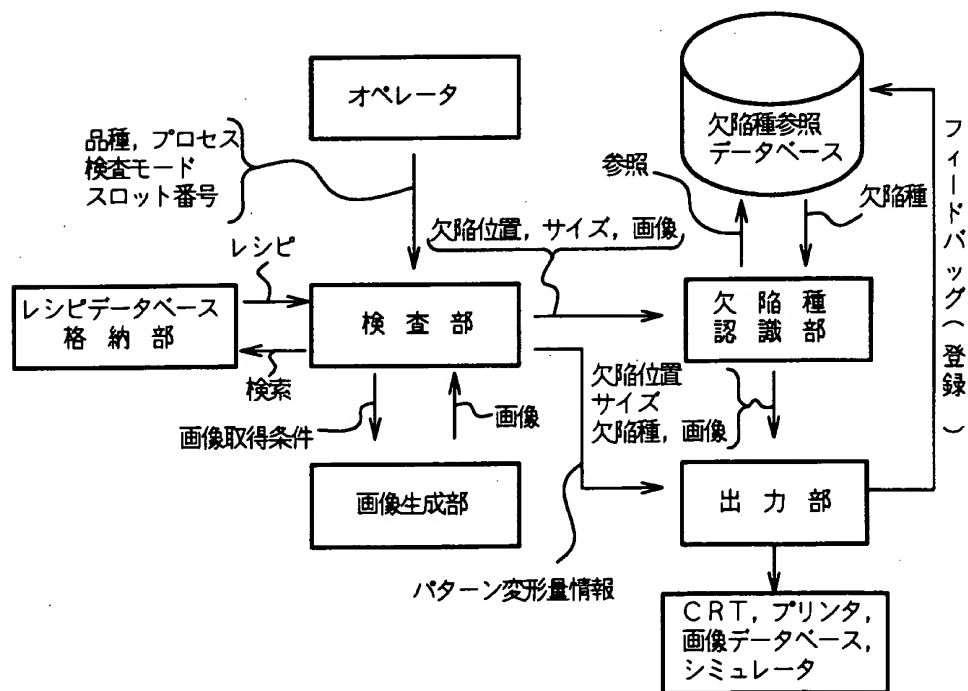 オペレータ
欠陥種参照
データベース
品種, プロセス
検査モード
スロット番号
参照
欠陥種
フィードバッグ(登録)
レシピ
欠陥位置, サイズ, 画像
レシピデータベース
格納部
検査部
欠陥種
認識部
検索
画像取得条件
画像
欠陥位置
サイズ
欠陥種, 画像
画像生成部
出力部
パターン変形量情報
CRT, プリンタ,
画像データベース,
シミュレータ